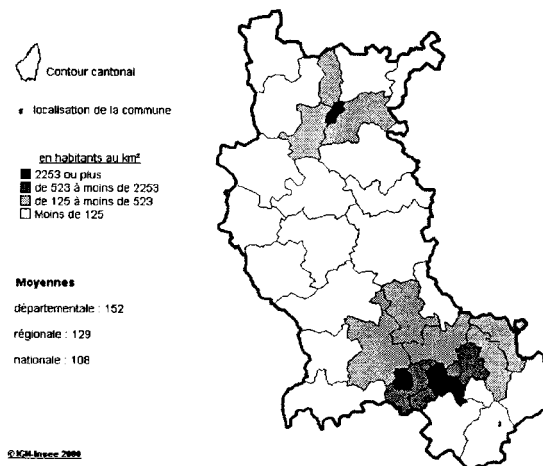 Contour cantonal
localisation de la commune
en habitants au km²
2253 ou plus
de 523 à moins de 2253
de 125 à moins de 523
Moins de 125
Moyennes
départementale : 152
régionale : 129
nationale : 108
©IGN-Insee 2000